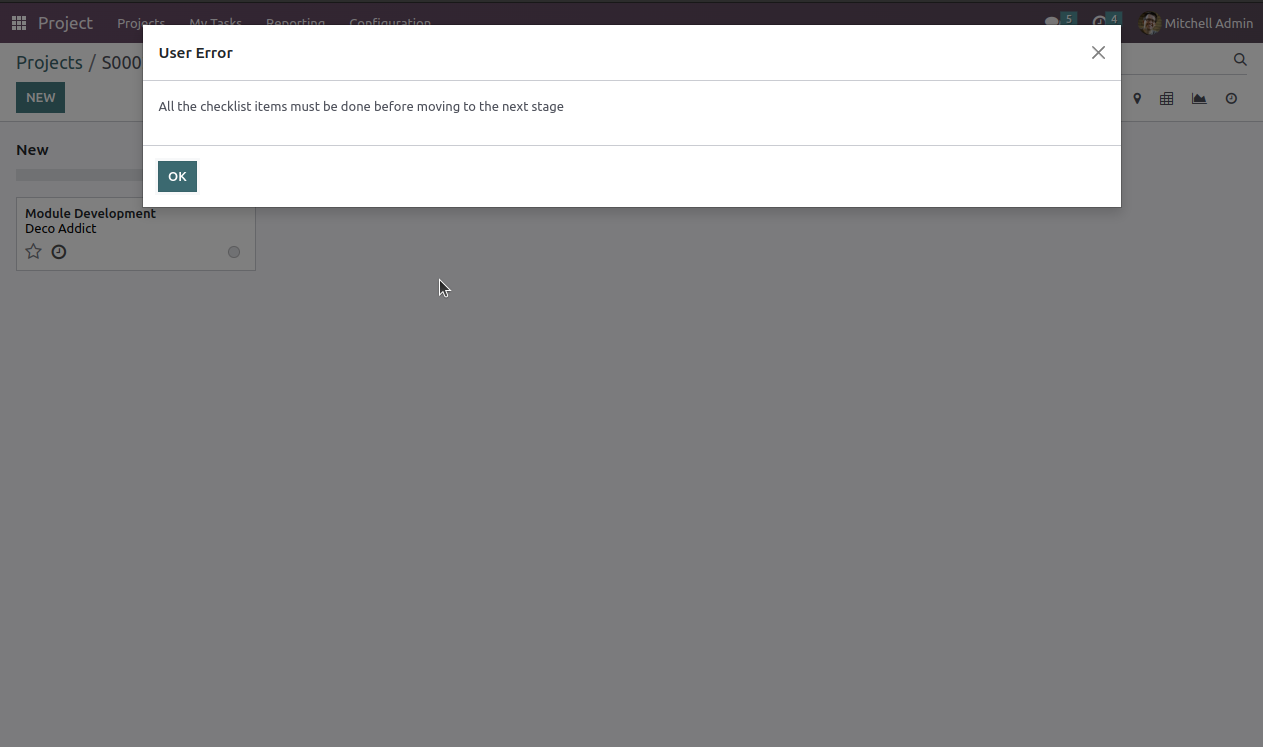 Project Projects My Tasks Reporting Configuration 5 4 Mitchell Admin
User Error
Projects / S000
All the checklist items must be done before moving to the next stage
NEW
New
OK
Module Development
Deco Addict